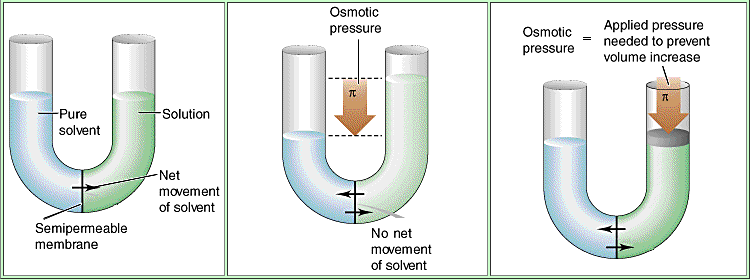 Pure
solvent
Solution
Net
movement
of solvent
Semipermeable
membrane
Osmotic
pressure
π
No net
movement
of solvent
Osmotic
pressure
=
Applied pressure
needed to prevent
volume increase
π